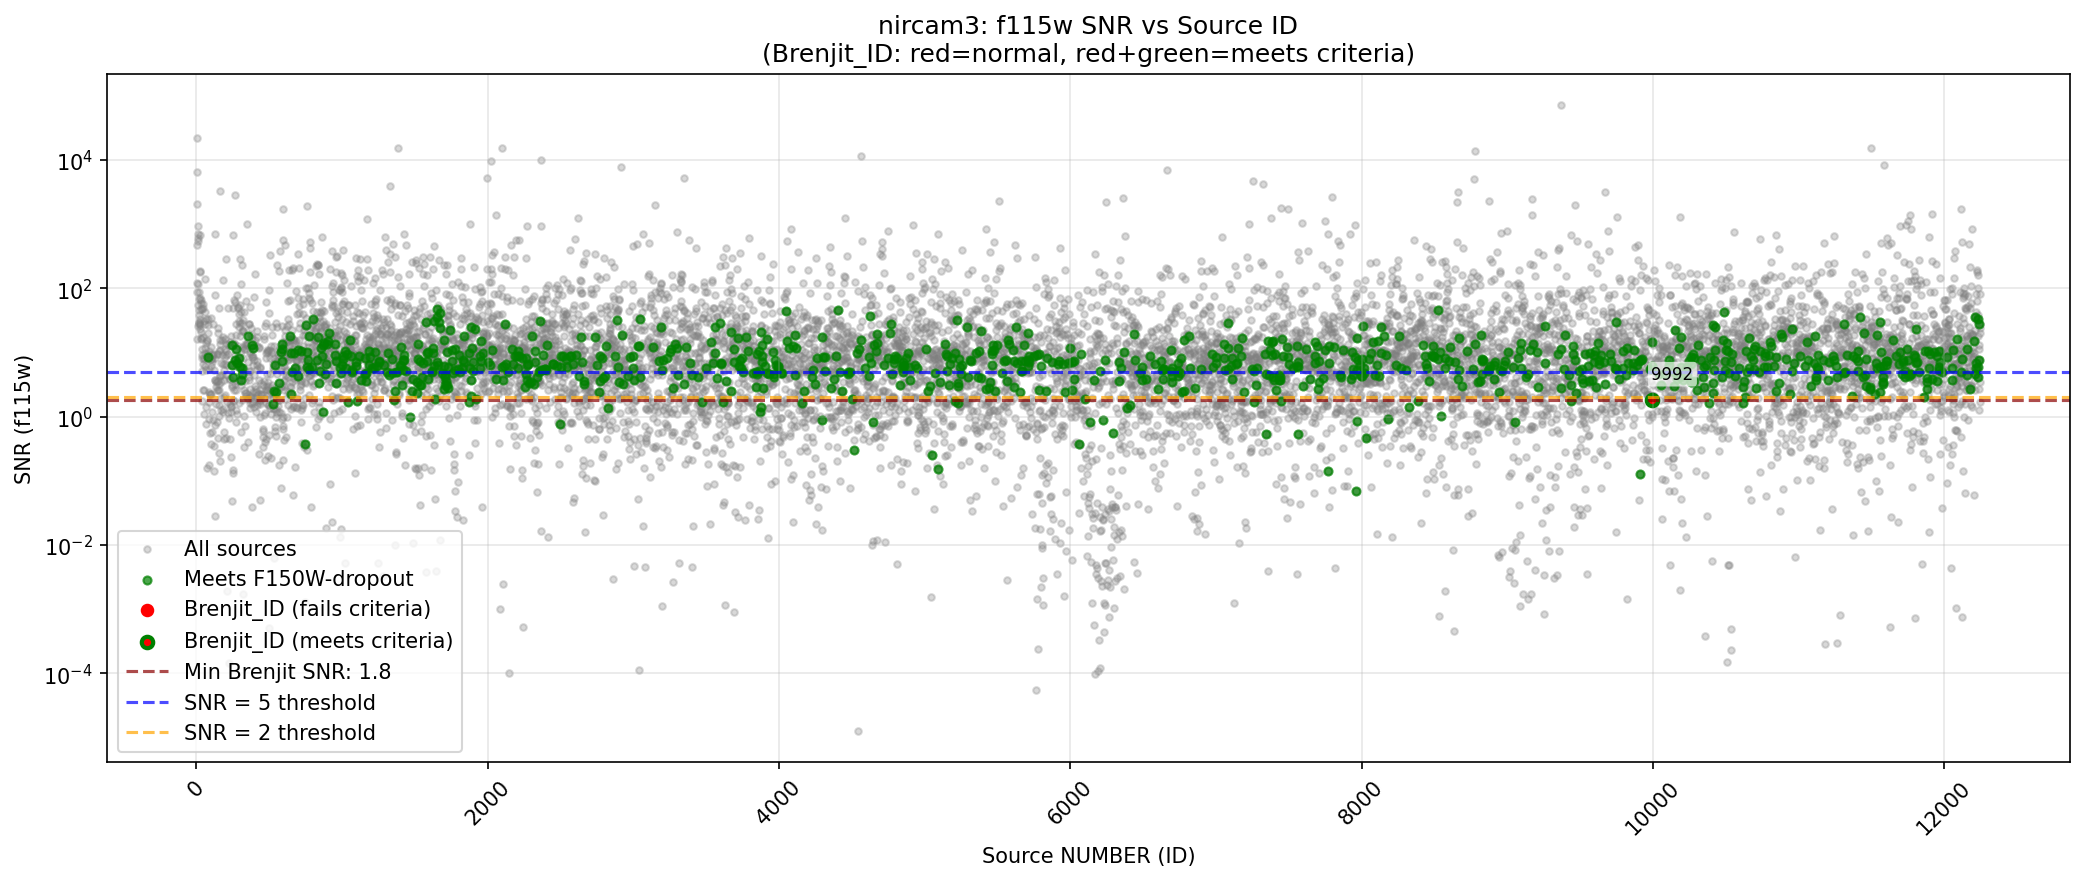 nircam3: f115w SNR vs Source ID
(Brenjit_ID: red=normal, red+green=meets criteria)
SNR (f115w)
10^4
10^2
10^0
10^-2
10^-4
9992
All sources
Meets F150W-dropout
Brenjit_ID (fails criteria)
Brenjit_ID (meets criteria)
Min Brenjit SNR: 1.8
SNR = 5 threshold
SNR = 2 threshold
0
2000
4000
6000
8000
10000
12000
Source NUMBER (ID)